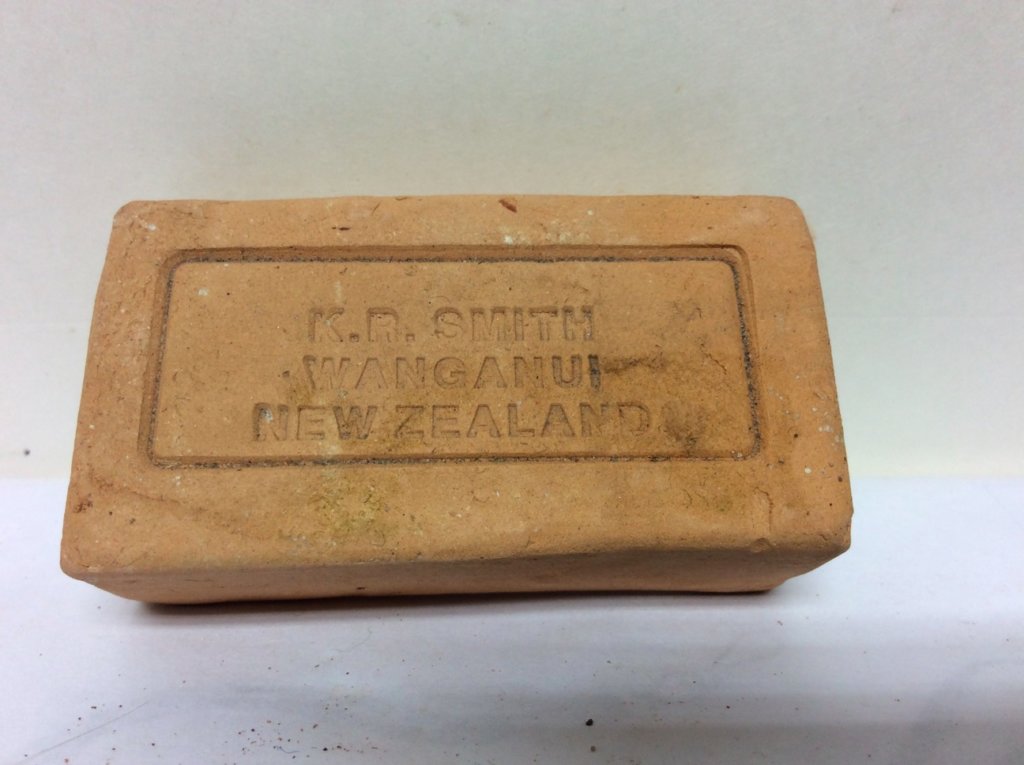 K.R. SMITH
WANGANUI
NEW ZEALAND